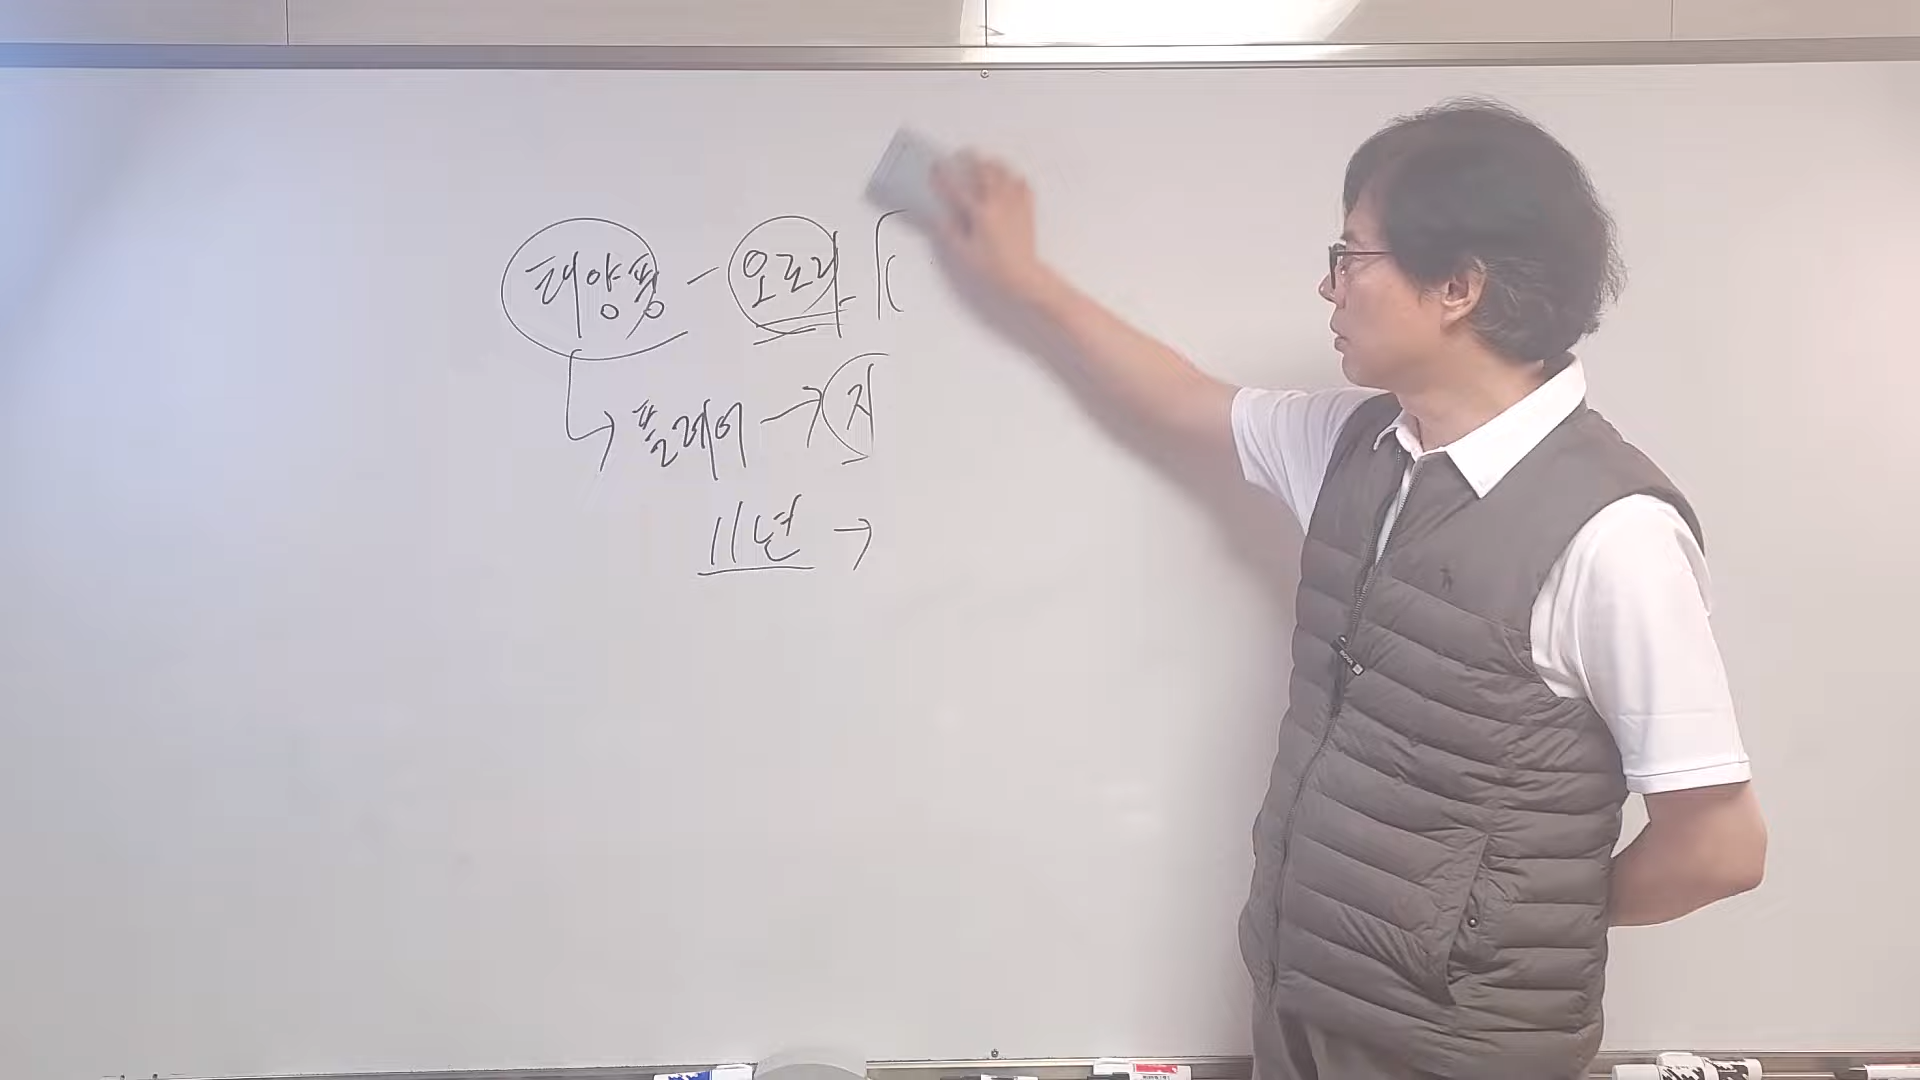 태양풍 - 오로라
→ 플레어 → 지
11년 →